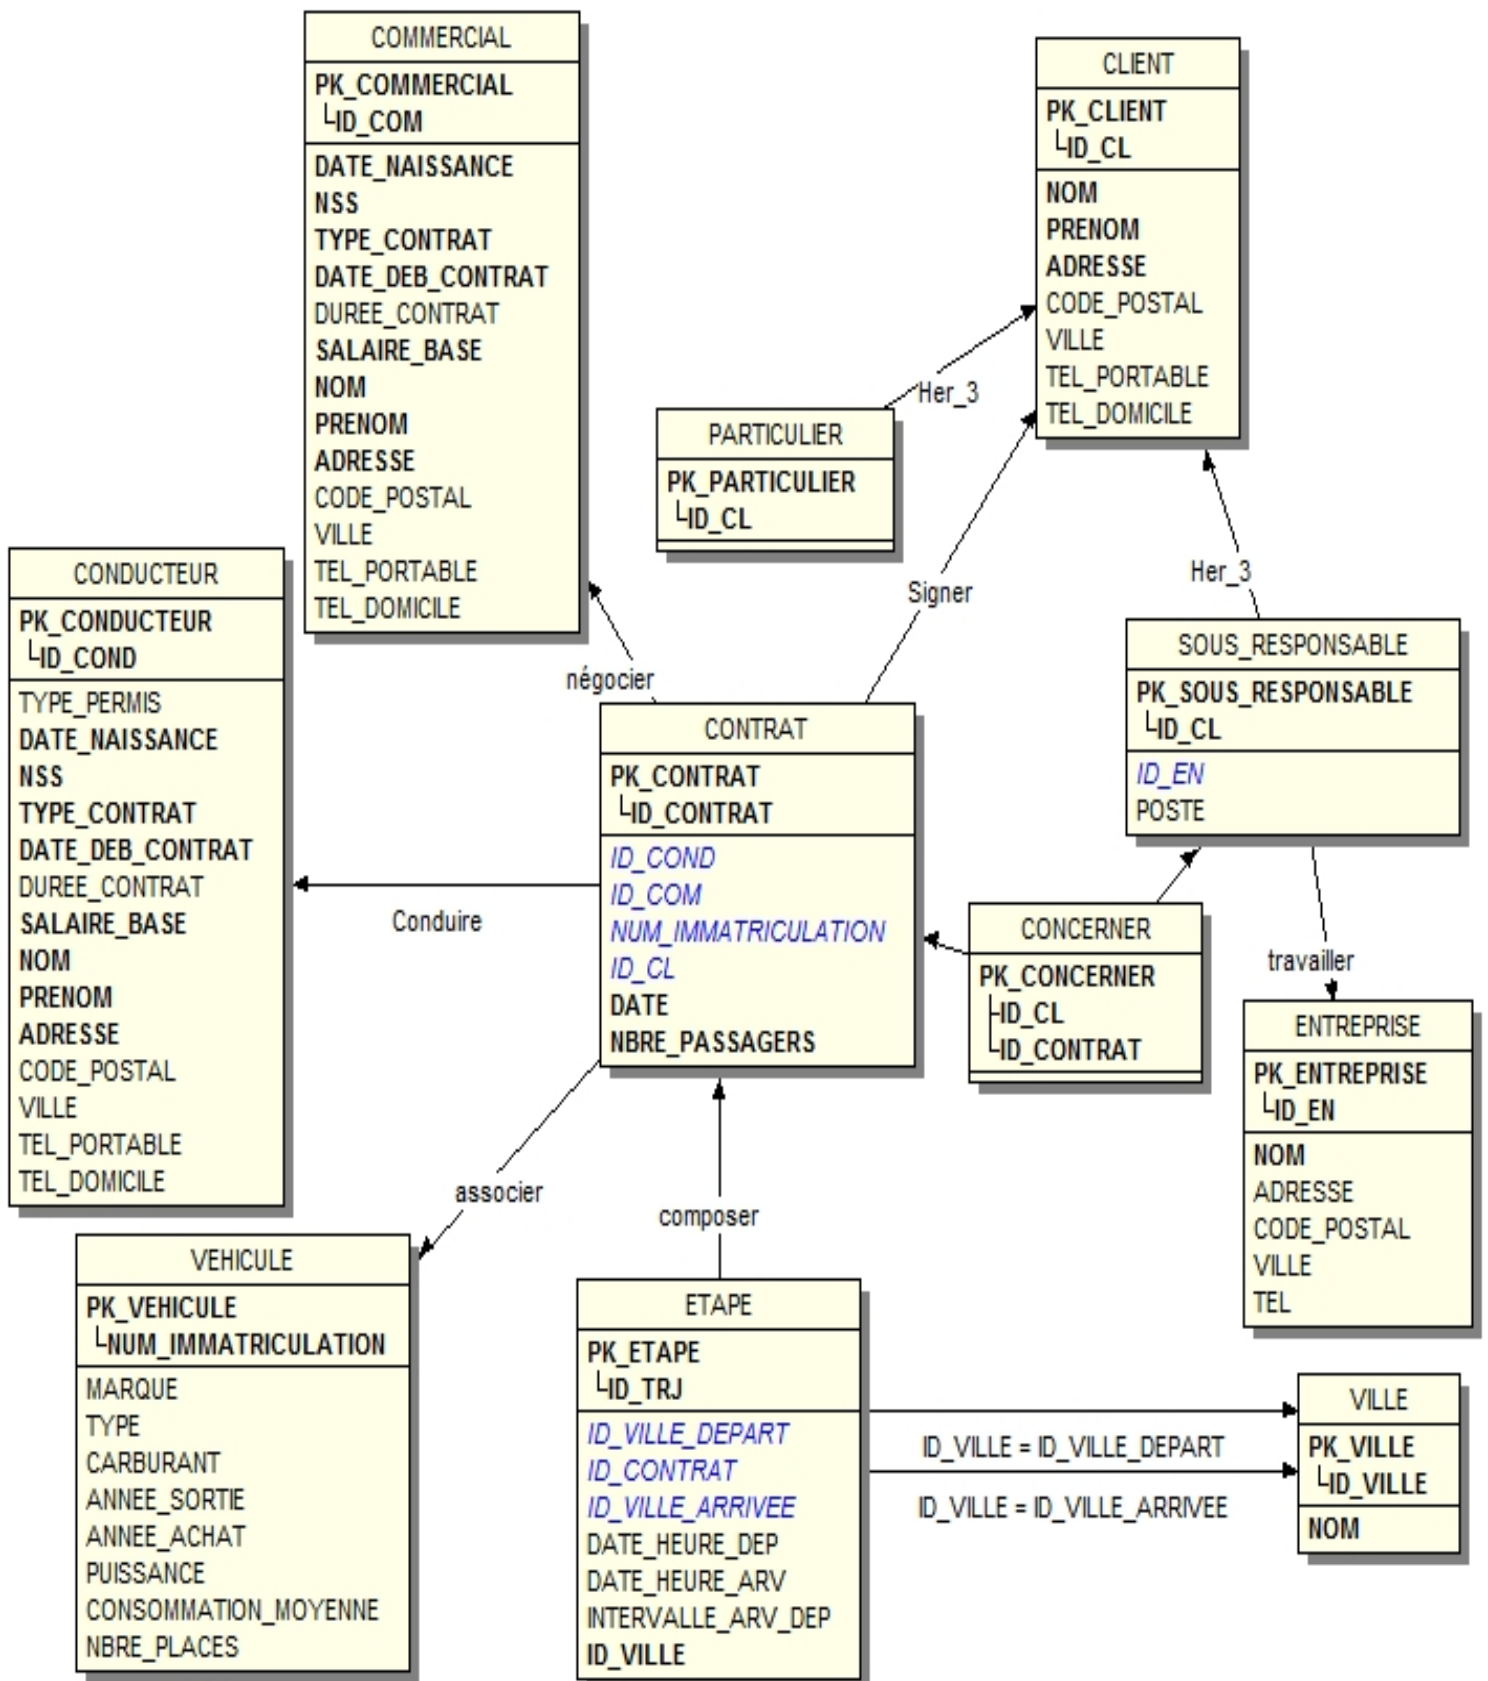 COMMERCIAL
PK_COMMERCIAL
ID_COM
DATE_NAISSANCE
NSS
TYPE_CONTRAT
DATE_DEB_CONTRAT
DUREE_CONTRAT
SALAIRE_BASE
NOM
PRENOM
ADRESSE
CODE_POSTAL
VILLE
TEL_PORTABLE
TEL_DOMICILE
CLIENT
PK_CLIENT
ID_CL
NOM
PRENOM
ADRESSE
CODE_POSTAL
VILLE
TEL_PORTABLE
TEL_DOMICILE
Her_3
PARTICULIER
PK_PARTICULIER
ID_CL
Signer
Her_3
négocier
CONDUCTEUR
PK_CONDUCTEUR
ID_COND
TYPE_PERMIS
DATE_NAISSANCE
NSS
TYPE_CONTRAT
DATE_DEB_CONTRAT
DUREE_CONTRAT
SALAIRE_BASE
NOM
PRENOM
ADRESSE
CODE_POSTAL
VILLE
TEL_PORTABLE
TEL_DOMICILE
Conduire
CONTRAT
PK_CONTRAT
ID_CONTRAT
ID_COND
ID_COM
NUM_IMMATRICULATION
ID_CL
DATE
NBRE_PASSAGERS
SOUS_RESPONSABLE
PK_SOUS_RESPONSABLE
ID_CL
ID_EN
POSTE
CONCERNER
PK_CONCERNER
ID_CL
ID_CONTRAT
travailler
ENTREPRISE
PK_ENTREPRISE
ID_EN
NOM
ADRESSE
CODE_POSTAL
VILLE
TEL
associer
composer
VEHICULE
PK_VEHICULE
NUM_IMMATRICULATION
MARQUE
TYPE
CARBURANT
ANNEE_SORTIE
ANNEE_ACHAT
PUISSANCE
CONSOMMATION_MOYENNE
NBRE_PLACES
ETAPE
PK_ETAPE
ID_TRJ
ID_VILLE_DEPART
ID_CONTRAT
ID_VILLE_ARRIVEE
DATE_HEURE_DEP
DATE_HEURE_ARV
INTERVALLE_ARV_DEP
ID_VILLE
ID_VILLE = ID_VILLE_DEPART
ID_VILLE = ID_VILLE_ARRIVEE
VILLE
PK_VILLE
ID_VILLE
NOM